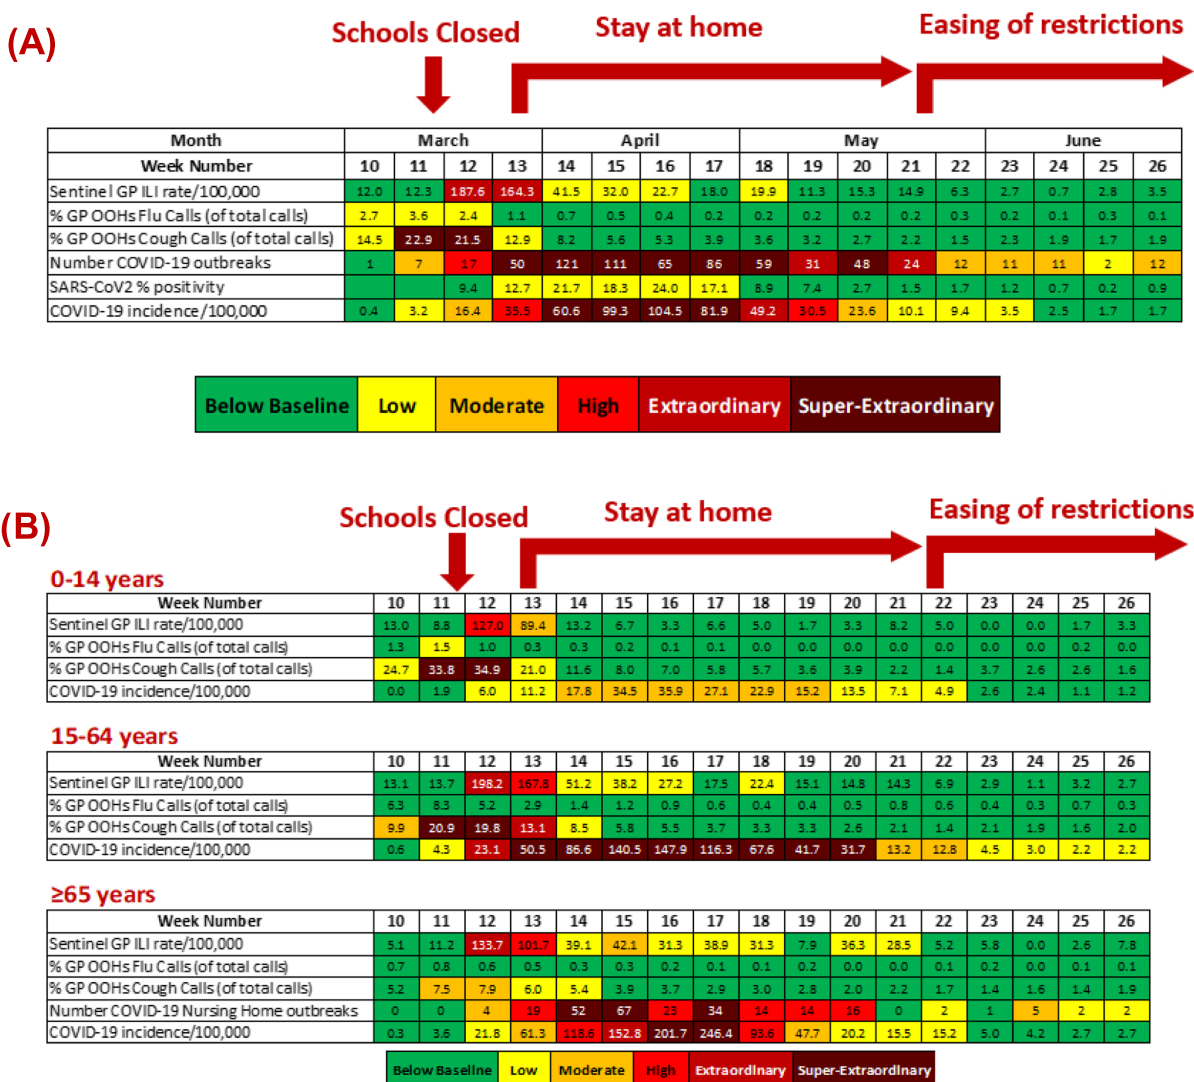 (A)
Schools Closed
Stay at home
Easing of restrictions
Month March April May June
Week Number 10 11 12 13 14 15 16 17 18 19 20 21 22 23 24 25 26
Sentinel GP ILI rate/100,000 12.0 12.3 187.6 164.3 41.5 32.0 22.7 18.0 19.9 11.3 15.3 14.9 6.3 2.7 0.7 2.8 3.5
% GP OOHs Flu Calls (of total calls) 2.7 3.6 2.4 1.1 0.7 0.5 0.4 0.2 0.2 0.2 0.2 0.2 0.3 0.2 0.1 0.3 0.1
% GP OOHs Cough Calls (of total calls) 14.5 22.9 21.5 12.9 8.2 5.6 5.3 3.9 3.6 3.2 2.7 2.2 1.5 2.3 1.9 1.7 1.9
Number COVID-19 outbreaks 1 7 17 50 121 111 65 86 59 31 48 24 12 11 11 2 12
SARS-CoV2 % positivity 9.4 12.7 21.7 18.3 24.0 17.1 8.9 7.4 2.7 1.5 1.7 1.2 0.7 0.2 0.9
COVID-19 incidence/100,000 0.4 3.2 16.4 35.5 60.6 99.3 104.5 81.9 49.2 30.5 23.6 10.1 9.4 3.5 2.5 1.7 1.7
Below Baseline Low Moderate High Extraordinary Super-Extraordinary
(B)
Schools Closed
Stay at home
Easing of restrictions
0-14 years
Week Number 10 11 12 13 14 15 16 17 18 19 20 21 22 23 24 25 26
Sentinel GP ILI rate/100,000 13.0 8.8 127.0 89.4 13.2 6.7 3.3 6.6 5.0 1.7 3.3 8.2 5.0 0.0 0.0 1.7 3.3
% GP OOHs Flu Calls (of total calls) 1.3 1.5 1.0 0.3 0.3 0.2 0.1 0.1 0.0 0.0 0.0 0.0 0.0 0.0 0.0 0.2 0.0
% GP OOHs Cough Calls (of total calls) 24.7 33.8 34.9 21.0 11.6 8.0 7.0 5.8 5.7 3.6 3.9 2.2 1.4 3.7 2.6 2.6 1.6
COVID-19 incidence/100,000 0.0 1.9 6.0 11.2 17.8 34.5 35.9 27.1 22.9 15.2 13.5 7.1 4.9 2.6 2.4 1.1 1.2
15-64 years
Week Number 10 11 12 13 14 15 16 17 18 19 20 21 22 23 24 25 26
Sentinel GP ILI rate/100,000 13.1 13.7 198.2 167.8 51.2 38.2 27.2 17.5 22.4 15.1 14.8 14.3 6.9 2.9 1.1 3.2 2.7
% GP OOHs Flu Calls (of total calls) 6.3 8.3 5.2 2.9 1.4 1.2 0.9 0.6 0.4 0.4 0.5 0.8 0.6 0.4 0.3 0.7 0.3
% GP OOHs Cough Calls (of total calls) 9.9 20.9 19.8 13.1 8.5 5.8 5.5 3.7 3.3 3.3 2.6 2.1 1.4 2.1 1.9 1.6 2.0
COVID-19 incidence/100,000 0.6 4.3 23.1 50.5 86.6 140.5 147.9 116.3 67.6 41.7 31.7 13.2 12.8 4.5 3.0 2.2 2.2
≥65 years
Week Number 10 11 12 13 14 15 16 17 18 19 20 21 22 23 24 25 26
Sentinel GP ILI rate/100,000 5.1 11.2 133.7 101.7 39.1 42.1 31.3 38.9 31.3 7.9 36.3 28.5 5.2 5.8 0.0 2.6 7.8
% GP OOHs Flu Calls (of total calls) 0.7 0.8 0.6 0.5 0.3 0.3 0.2 0.1 0.1 0.2 0.0 0.0 0.1 0.2 0.0 0.1 0.1
% GP OOHs Cough Calls (of total calls) 5.2 7.5 7.9 6.0 5.4 3.9 3.7 2.9 3.0 2.8 2.0 2.2 1.7 1.4 1.6 1.4 1.9
Number COVID-19 Nursing Home outbreaks 0 0 4 19 52 67 23 34 14 14 16 0 2 1 5 2 2
COVID-19 incidence/100,000 0.3 3.6 21.8 61.3 118.6 152.8 201.7 246.4 93.6 47.7 20.2 15.5 15.2 5.0 4.2 2.7 2.7
Below Baseline Low Moderate High Extraordinary Super-Extraordinary